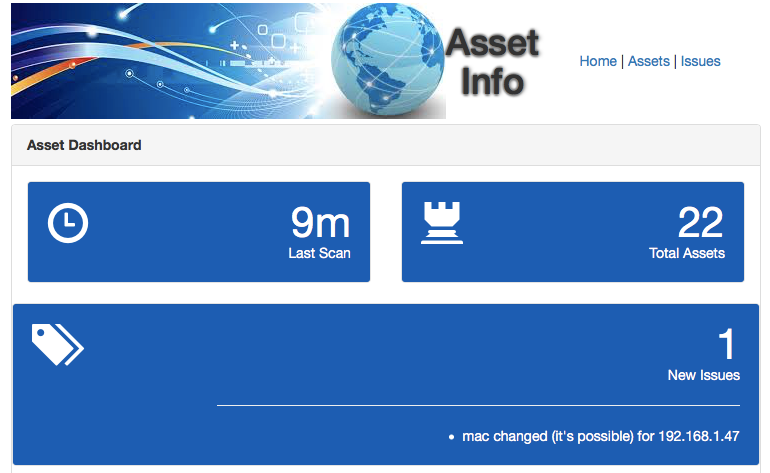 Asset
Info
Home | Assets | Issues
Asset Dashboard
9m
Last Scan
22
Total Assets
1
New Issues
• mac changed (it's possible) for 192.168.1.47